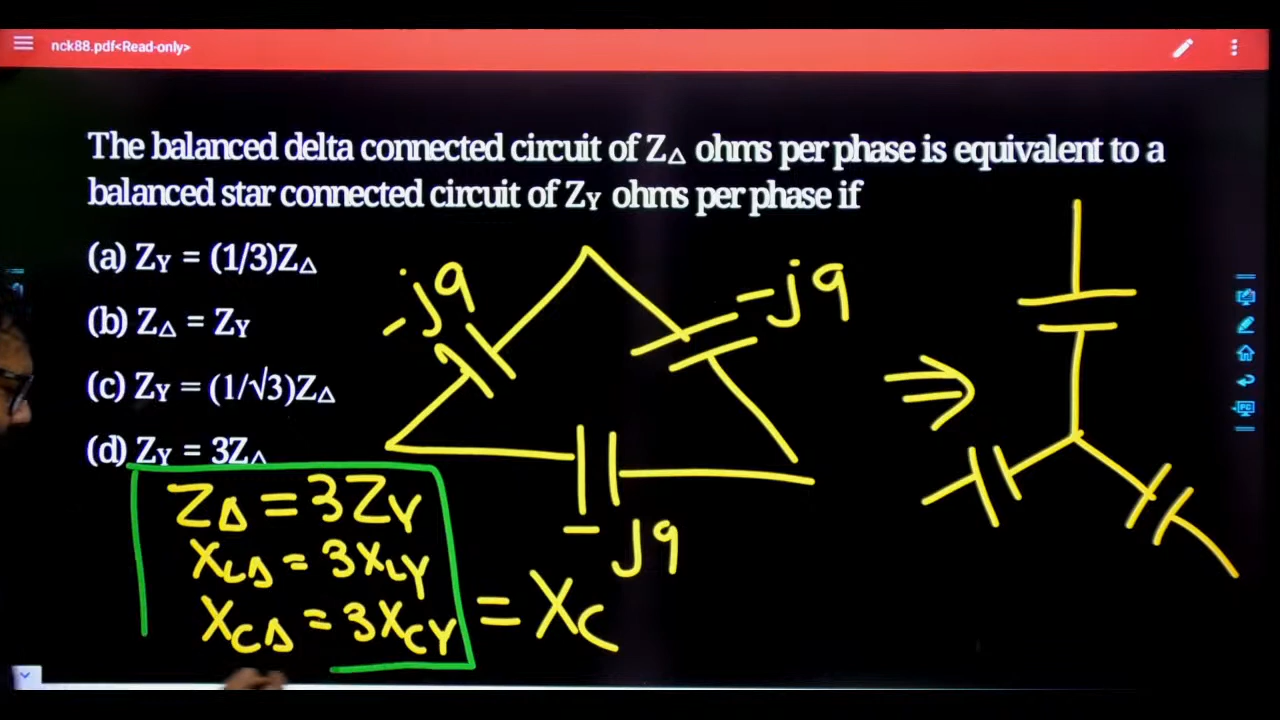 nck88.pdf<Read-only>
The balanced delta connected circuit of Z△ ohms per phase is equivalent to a
balanced star connected circuit of ZY ohms per phase if
(a) ZY = (1/3)Z△
(b) Z△ = ZY
(c) ZY = (1/√3)Z△
(d) ZY = 3Z△
-j9
-j9
-j9
Z△ = 3ZY
XL△ = 3XLY
XC△ = 3XCY = XC
PC